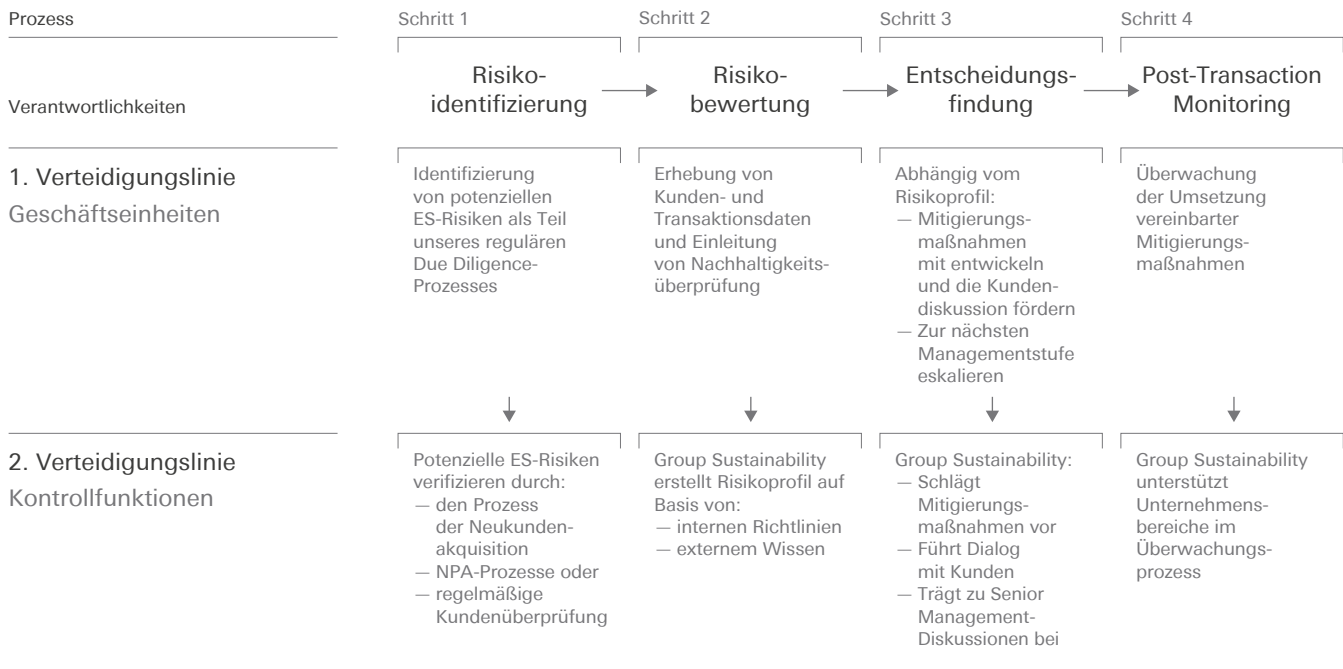 Prozess
Schritt 1
Schritt 2
Schritt 3
Schritt 4
Verantwortlichkeiten
Risiko-
identifizierung
Risiko-
bewertung
Entscheidungs-
findung
Post-Transaction
Monitoring
1. Verteidigungslinie
Geschäftseinheiten
Identifizierung
von potenziellen
ES-Risiken als Teil
unseres regulären
Due Diligence-
Prozesses
Erhebung von
Kunden- und
Transaktionsdaten
und Einleitung
von Nachhaltigkeits-
überprüfung
Abhängig vom
Risikoprofil:
— Mitigierungs-
maßnahmen
mit entwickeln
und die Kunden-
diskussion fördern
— Zur nächsten
Managementstufe
eskalieren
Überwachung
der Umsetzung
vereinbarter
Mitigierungs-
maßnahmen
2. Verteidigungslinie
Kontrollfunktionen
Potenzielle ES-Risiken
verifizieren durch:
— den Prozess
der Neukunden-
akquisition
— NPA-Prozesse oder
— regelmäßige
Kundenüberprüfung
Group Sustainability
erstellt Risikoprofil auf
Basis von:
— internen Richtlinien
— externem Wissen
Group Sustainability:
— Schlägt
Mitigierungs-
maßnahmen vor
— Führt Dialog
mit Kunden
— Trägt zu Senior
Management-
Diskussionen bei
Group Sustainability
unterstützt
Unternehmens-
bereiche im
Überwachungs-
prozess